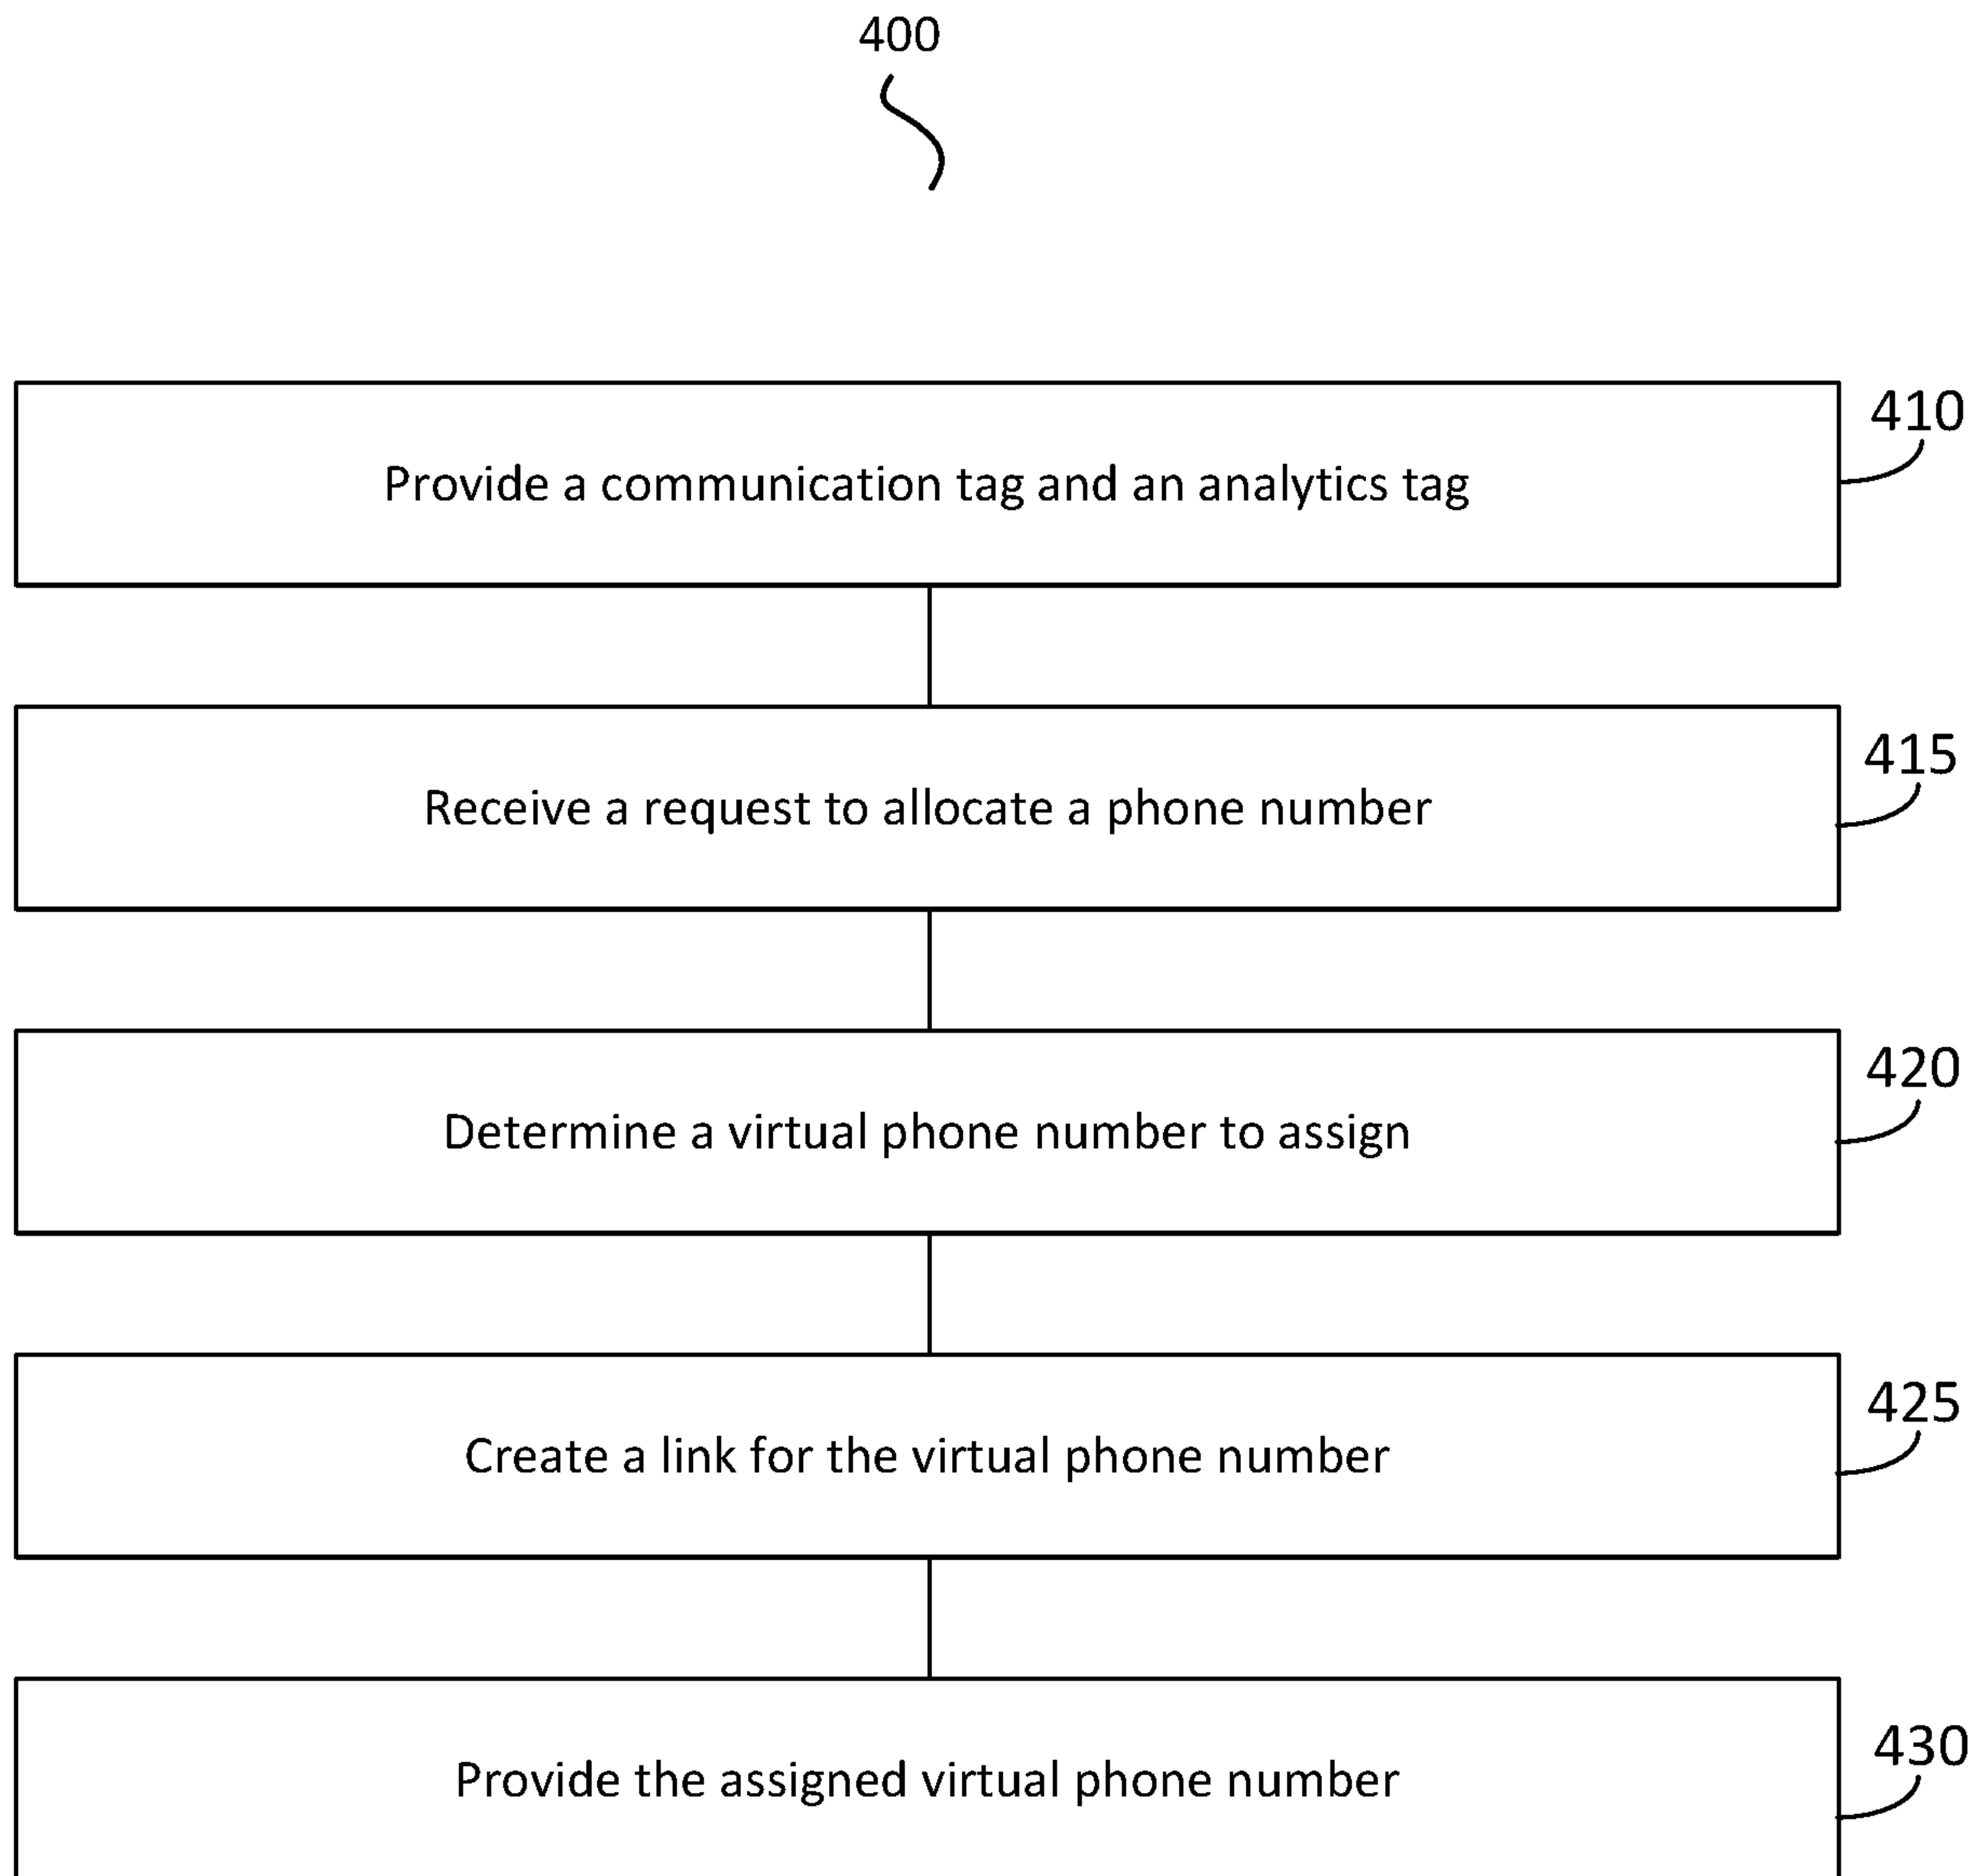 400
410
Provide a communication tag and an analytics tag
415
Receive a request to allocate a phone number
420
Determine a virtual phone number to assign
425
Create a link for the virtual phone number
430
Provide the assigned virtual phone number